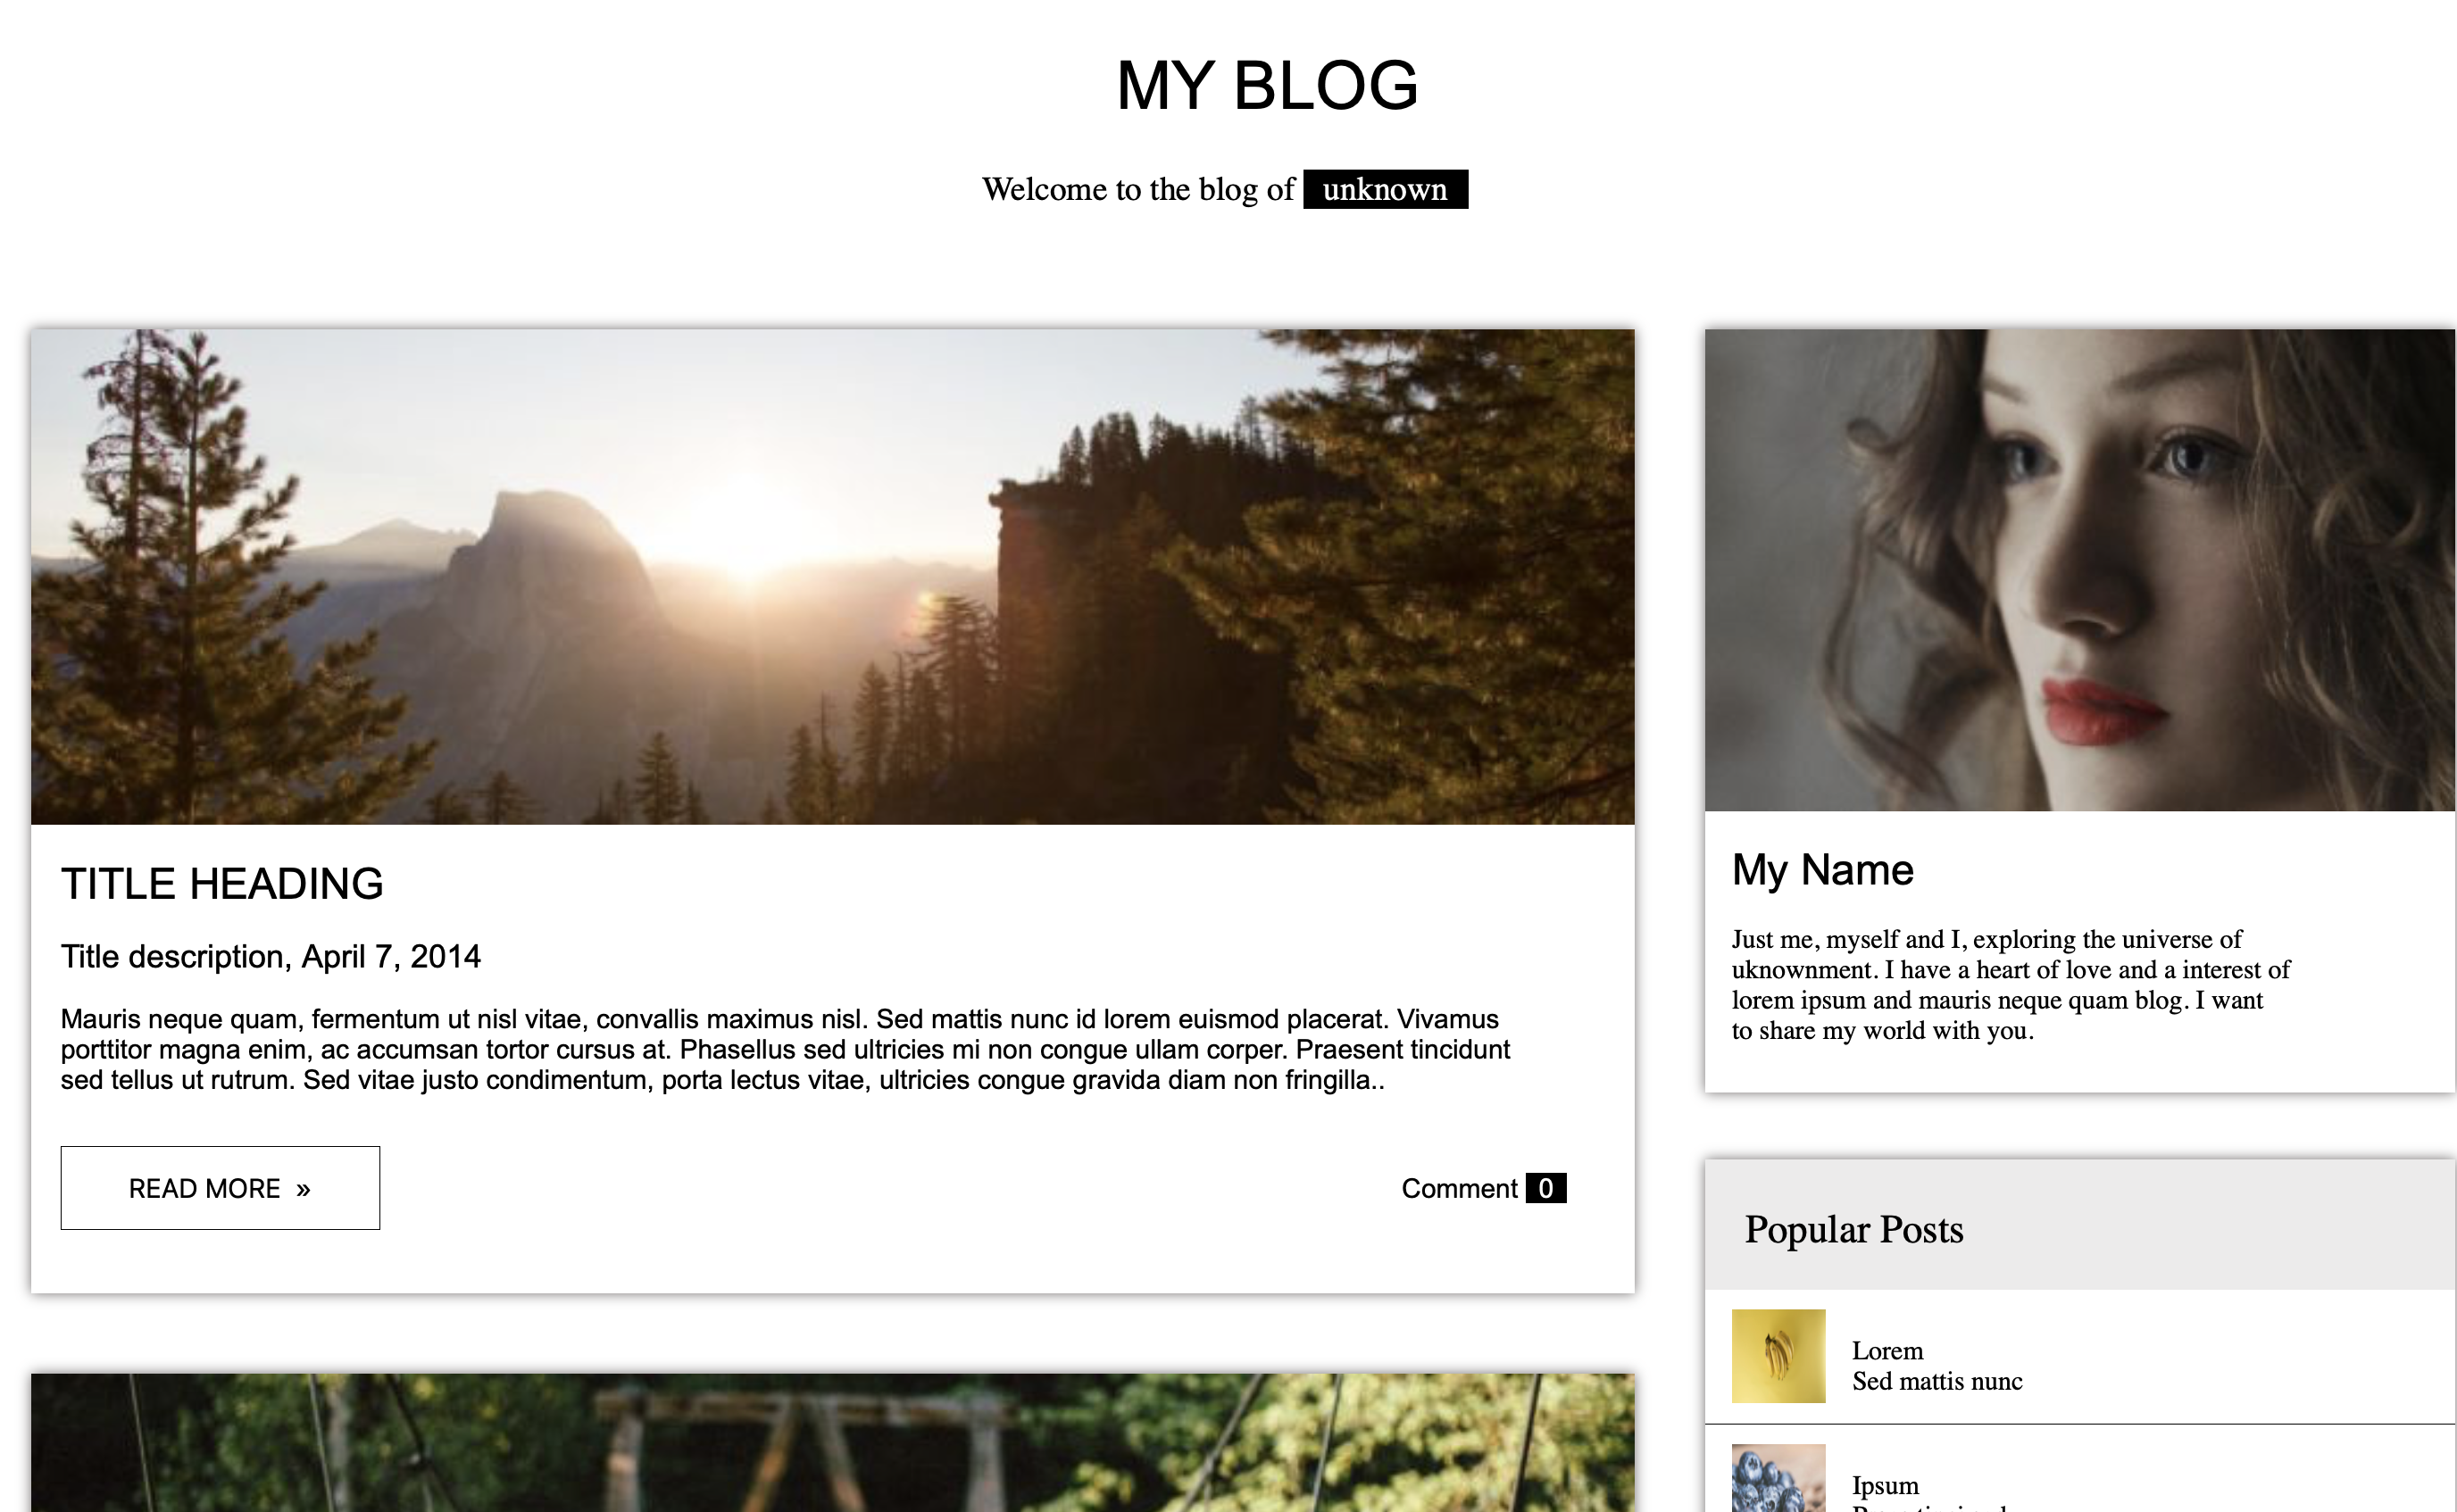 MY BLOG
Welcome to the blog of unknown
TITLE HEADING
Title description, April 7, 2014
Mauris neque quam, fermentum ut nisl vitae, convallis maximus nisl. Sed mattis nunc id lorem euismod placerat. Vivamus
porttitor magna enim, ac accumsan tortor cursus at. Phasellus sed ultricies mi non congue ullam corper. Praesent tincidunt
sed tellus ut rutrum. Sed vitae justo condimentum, porta lectus vitae, ultricies congue gravida diam non fringilla..
READ MORE »
Comment 0
My Name
Just me, myself and I, exploring the universe of
uknownment. I have a heart of love and a interest of
lorem ipsum and mauris neque quam blog. I want
to share my world with you.
Popular Posts
Lorem
Sed mattis nunc
Ipsum